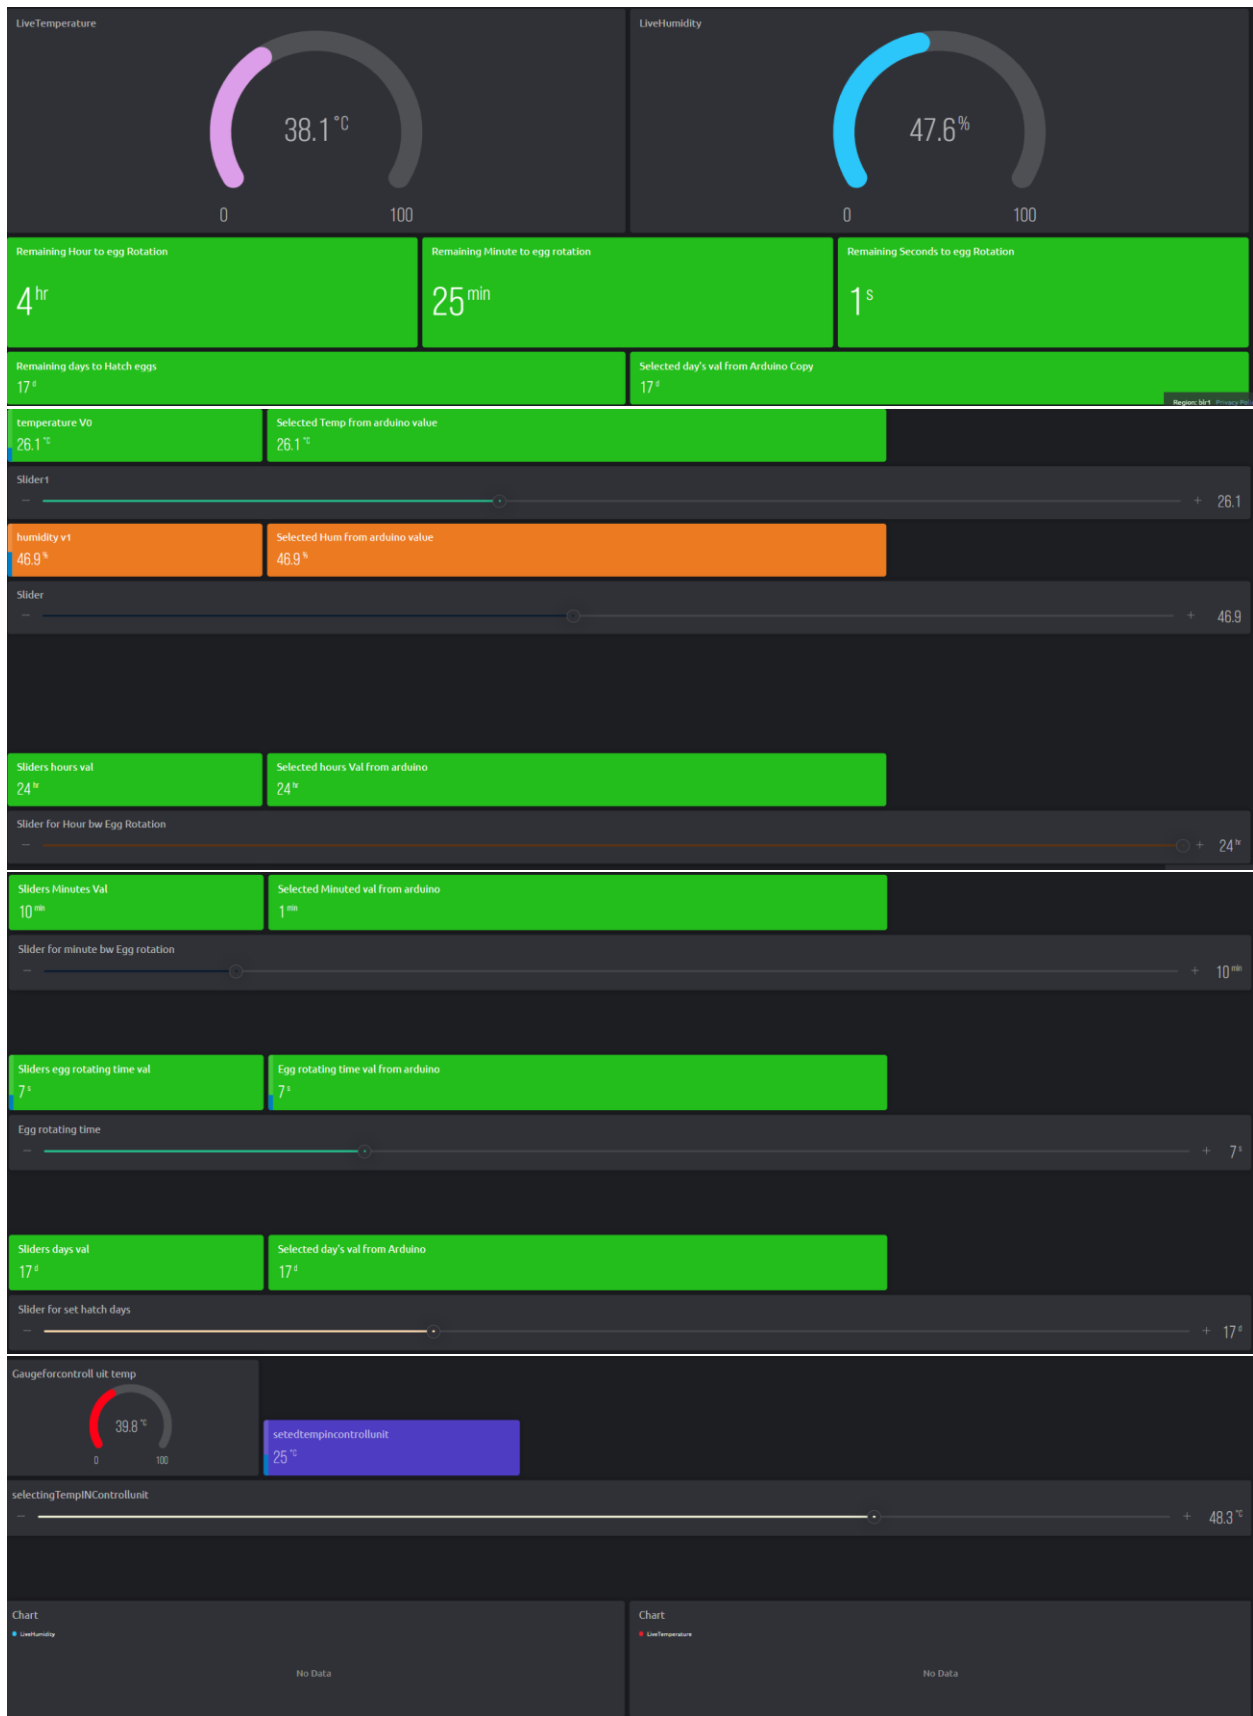 LiveTemperature
38.1 °C
0 100
LiveHumidity
47.6 %
0 100
Remaining Hour to egg Rotation
4 hr
Remaining Minute to egg rotation
25 min
Remaining Seconds to egg Rotation
1 s
Remaining days to Hatch eggs
17 d
Selected day's val from Arduino Copy
17 d
Region: blr1 Privacy Poli
temperature V0
26.1 °C
Selected Temp from arduino value
26.1 °C
Slider1
− + 26.1
humidity v1
46.9 %
Selected Hum from arduino value
46.9 %
Slider
− + 46.9
Sliders hours val
24 hr
Selected hours Val from arduino
24 hr
Slider for Hour bw Egg Rotation
− + 24 hr
Sliders Minutes Val
10 min
Selected Minuted val from arduino
1 min
Slider for minute bw Egg rotation
− + 10 min
Sliders egg rotating time val
7 s
Egg rotating time val from arduino
7 s
Egg rotating time
− + 7 s
Sliders days val
17 d
Selected day's val from Arduino
17 d
Slider for set hatch days
− + 17 d
Gaugeforcontroll uit temp
39.8 °C
0 100
setedtempincontrollunit
25 °C
selectingTempINControllunit
− + 48.3 °C
Chart
LiveHumidity
No Data
Chart
LiveTemperature
No Data